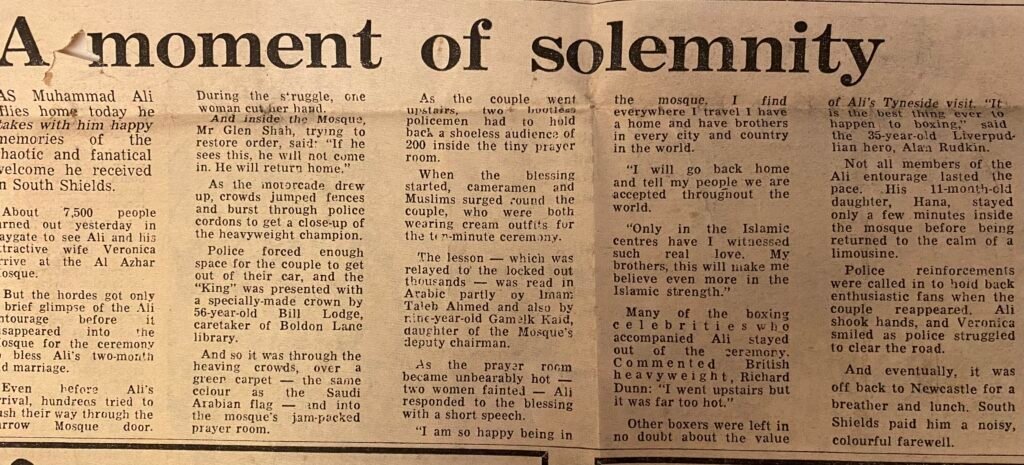 A moment of solemnity
AS Muhammad Ali
flies home today he
takes with him happy
memories of the
chaotic and fanatical
welcome he received
in South Shields.
About 7,500 people
urned out yesterday in
aygate to see Ali and his
ttractive wife Veronica
rrive at the Al Azhar
osque.
But the hordes got only
brief glimpse of the Ali
ntourage before it
isappeared into the
osque for the ceremony
bless Ali's two-month
d marriage.
Even before Ali's
rrival, hundreds tried to
ush their way through the
arrow Mosque door.
During the struggle, one
woman cut her hand.
And inside the Mosque,
Mr Glen Shah, trying to
restore order, said: "If he
sees this, he will not come
in. He will return home."
As the motorcade drew
up, crowds jumped fences
and burst through police
cordons to get a close-up of
the heavyweight champion.
Police forced enough
space for the couple to get
out of their car, and the
"King" was presented with
a specially-made crown by
56-year-old Bill Lodge,
caretaker of Boldon Lane
library.
And so it was through the
heaving crowds, over a
green carpet — the same
colour as the Saudi
Arabian flag — and into
the mosque's jam-packed
prayer room.
As the couple went
upstairs, two bootless
policemen had to hold
back a shoeless audience of
200 inside the tiny prayer
room.
When the blessing
started, cameramen and
Muslims surged round the
couple, who were both
wearing cream outfits for
the ten-minute ceremony.
The lesson — which was
relayed to the locked out
thousands — was read in
Arabic partly by Imam
Taleb Ahmed and also by
nine-year-old Gamelk Kaid,
daughter of the Mosque's
deputy chairman.
As the prayer room
became unbearably hot —
two women fainted — Ali
responded to the blessing
with a short speech.
"I am so happy being in
the mosque. I find
everywhere I travel I have
a home and have brothers
in every city and country
in the world.
"I will go back home
and tell my people we are
accepted throughout the
world.
"Only in the Islamic
centres have I witnessed
such real love. My
brothers, this will make me
believe even more in the
Islamic strength."
Many of the boxing
celebrities who
accompanied Ali stayed
out of the ceremony.
Commented British
heavyweight, Richard
Dunn: "I went upstairs but
it was far too hot."
Other boxers were left in
no doubt about the value
of Ali's Tyneside visit. "It
is the best thing ever to
happen to boxing," said
the 35-year-old Liverpud-
lian hero, Alan Rudkin.
Not all members of the
Ali entourage lasted the
pace. His 11-month-old
daughter, Hana, stayed
only a few minutes inside
the mosque before being
returned to the calm of a
limousine.
Police reinforcements
were called in to hold back
enthusiastic fans when the
couple reappeared. Ali
shook hands, and Veronica
smiled as police struggled
to clear the road.
And eventually, it was
off back to Newcastle for a
breather and lunch. South
Shields paid him a noisy,
colourful farewell.